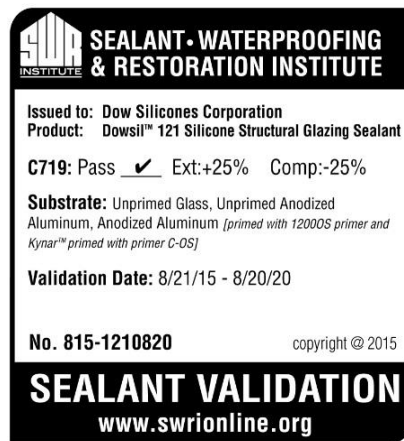 SWR
INSTITUTE
SEALANT • WATERPROOFING
& RESTORATION INSTITUTE
Issued to: Dow Silicones Corporation
Product: Dowsil™ 121 Silicone Structural Glazing Sealant
C719: Pass ✔ Ext:+25% Comp:-25%
Substrate: Unprimed Glass, Unprimed Anodized
Aluminum, Anodized Aluminum [primed with 1200OS primer and
Kynar™ primed with primer C-OS]
Validation Date: 8/21/15 - 8/20/20
No. 815-1210820 copyright @ 2015
SEALANT VALIDATION
www.swrionline.org